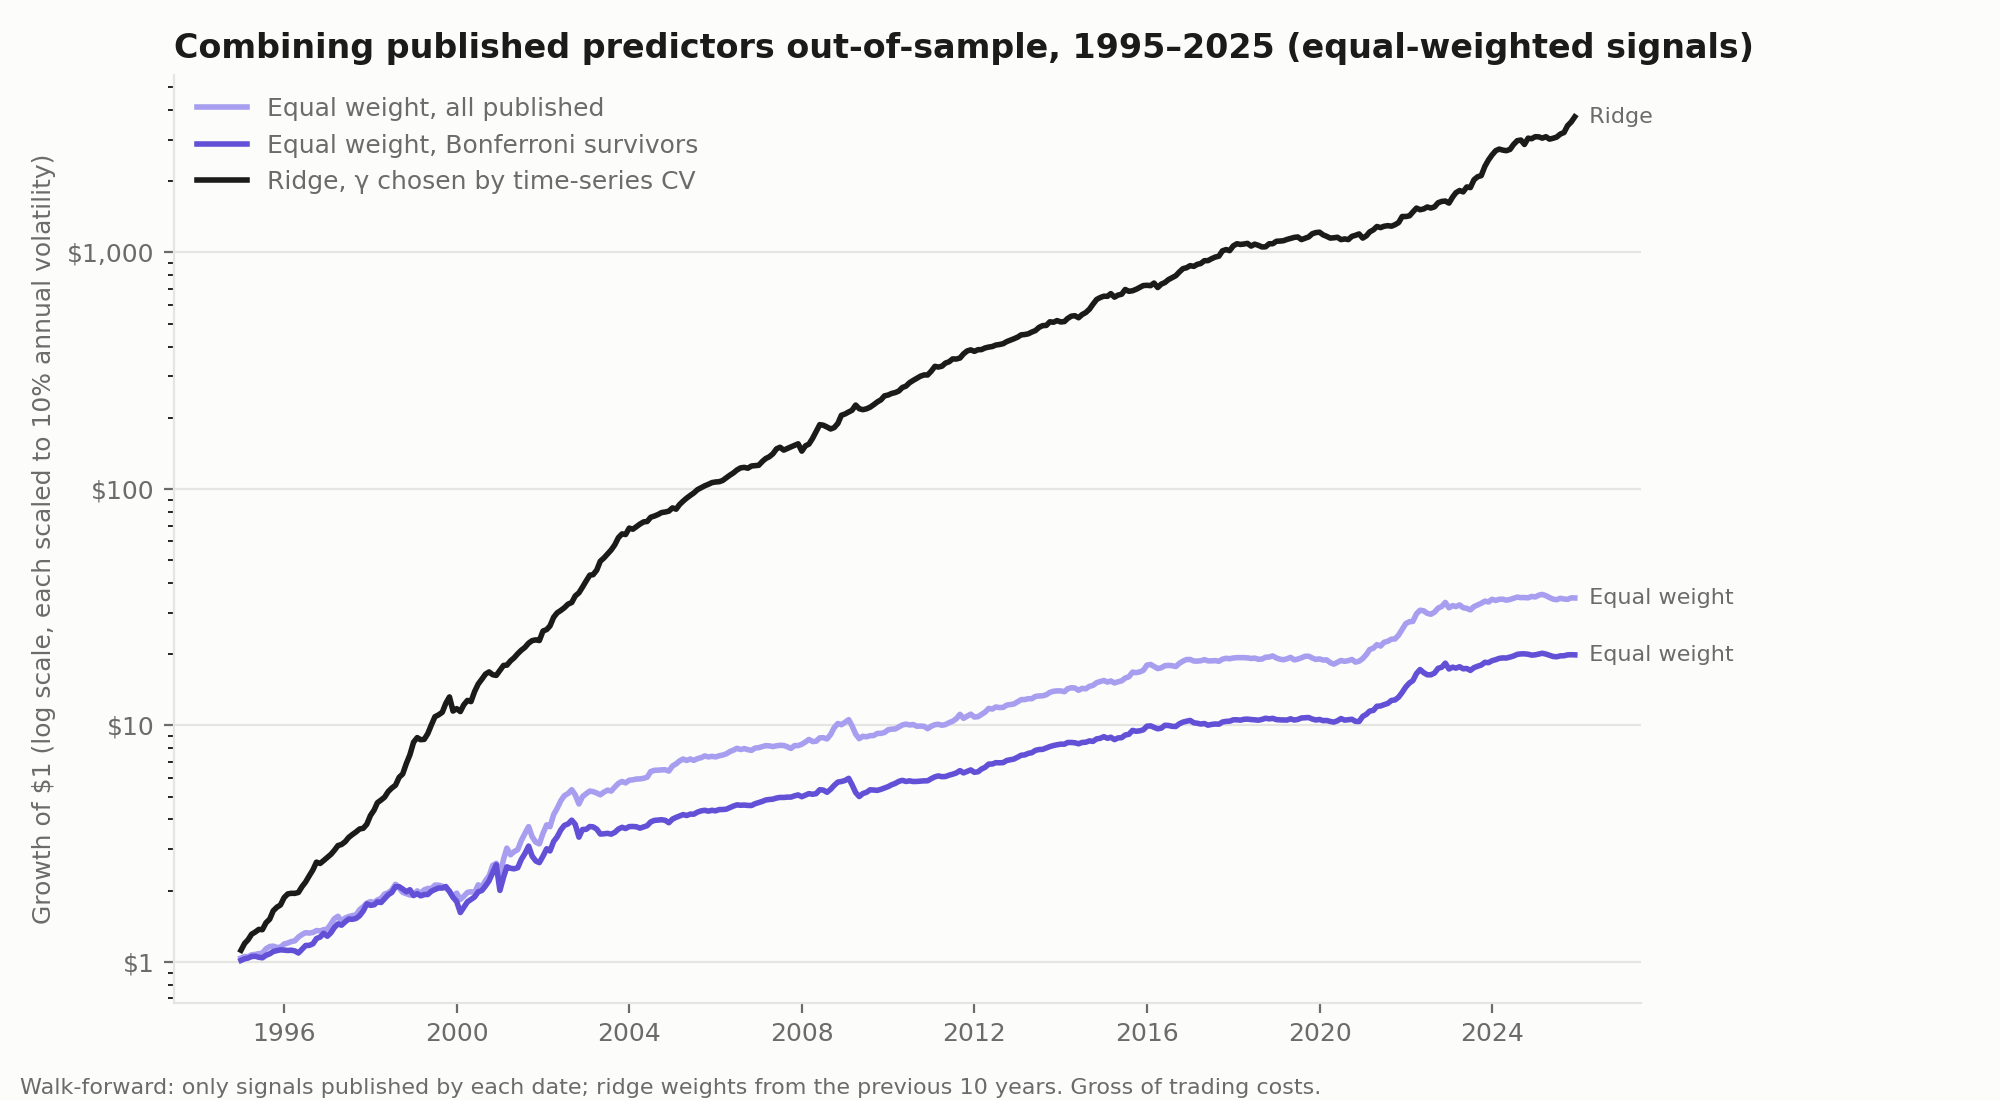 Combining published predictors out-of-sample, 1995–2025 (equal-weighted signals)
Equal weight, all published
Equal weight, Bonferroni survivors
Ridge, γ chosen by time-series CV
Growth of $1 (log scale, each scaled to 10% annual volatility)
$1,000
$100
$10
$1
Ridge
Equal weight
Equal weight
1996 2000 2004 2008 2012 2016 2020 2024
Walk-forward: only signals published by each date; ridge weights from the previous 10 years. Gross of trading costs.